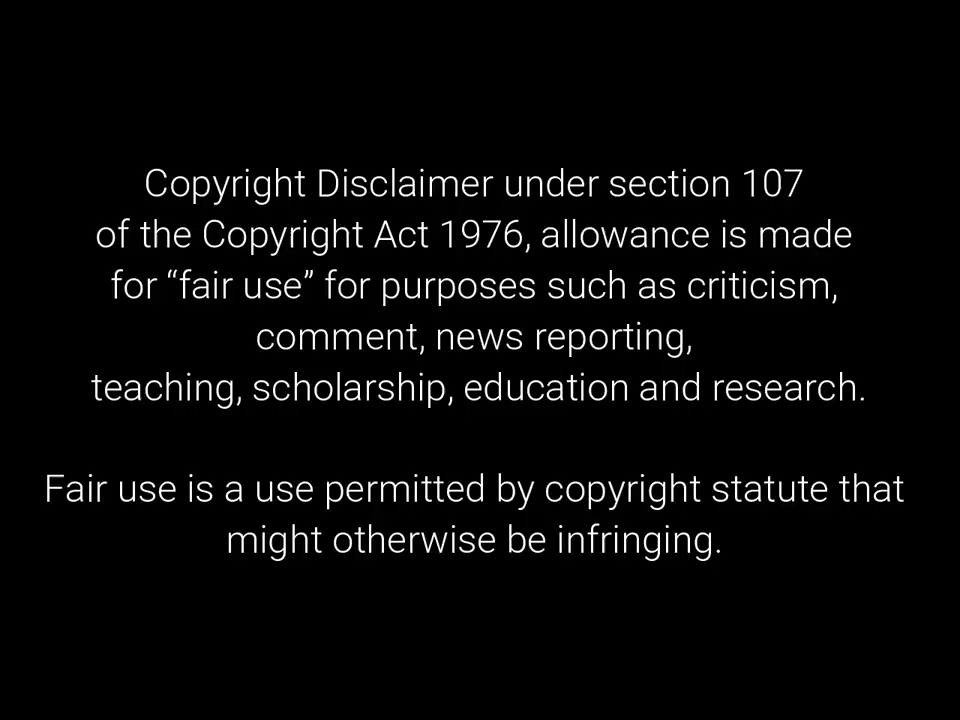 Copyright Disclaimer under section 107
of the Copyright Act 1976, allowance is made
for “fair use” for purposes such as criticism,
comment, news reporting,
teaching, scholarship, education and research.
Fair use is a use permitted by copyright statute that
might otherwise be infringing.